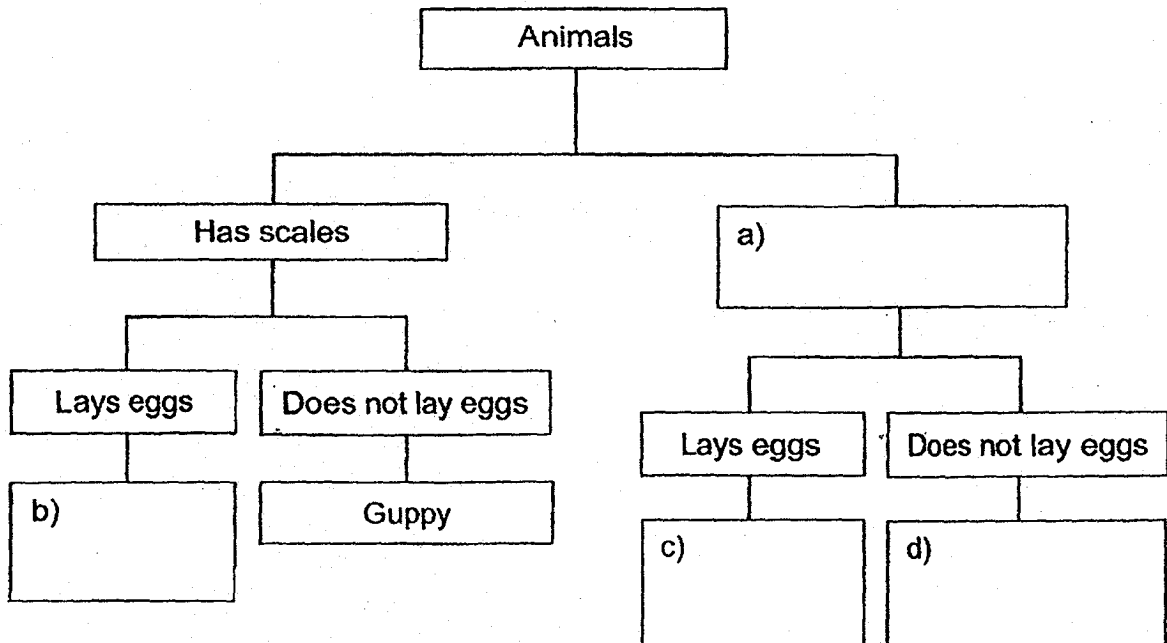 Animals
Has scales
a)
Lays eggs
Does not lay eggs
Lays eggs
Does not lay eggs
b)
Guppy
c)
d)